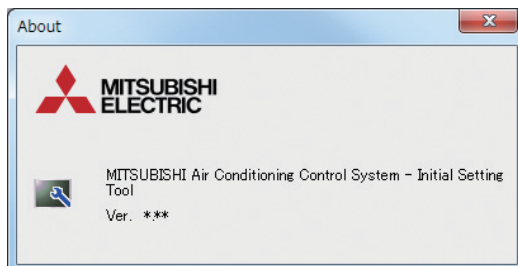 About
MITSUBISHI
ELECTRIC
MITSUBISHI Air Conditioning Control System - Initial Setting
Tool
Ver. *.**